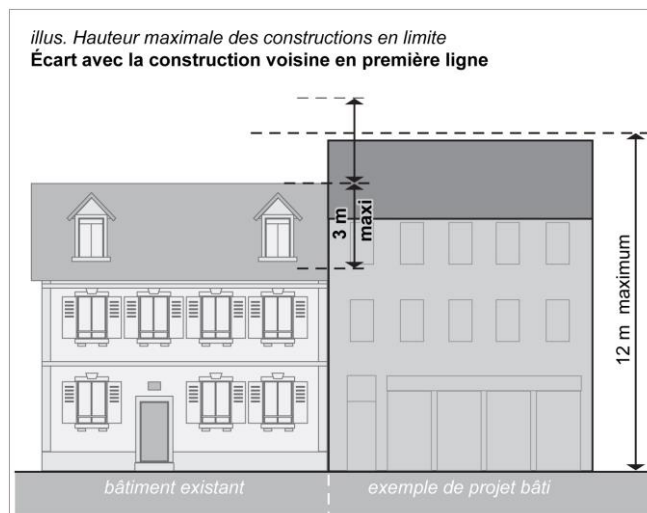 illus. Hauteur maximale des constructions en limite
Écart avec la construction voisine en première ligne
3 m
maxi
12 m maximum
bâtiment existant
exemple de projet bâti